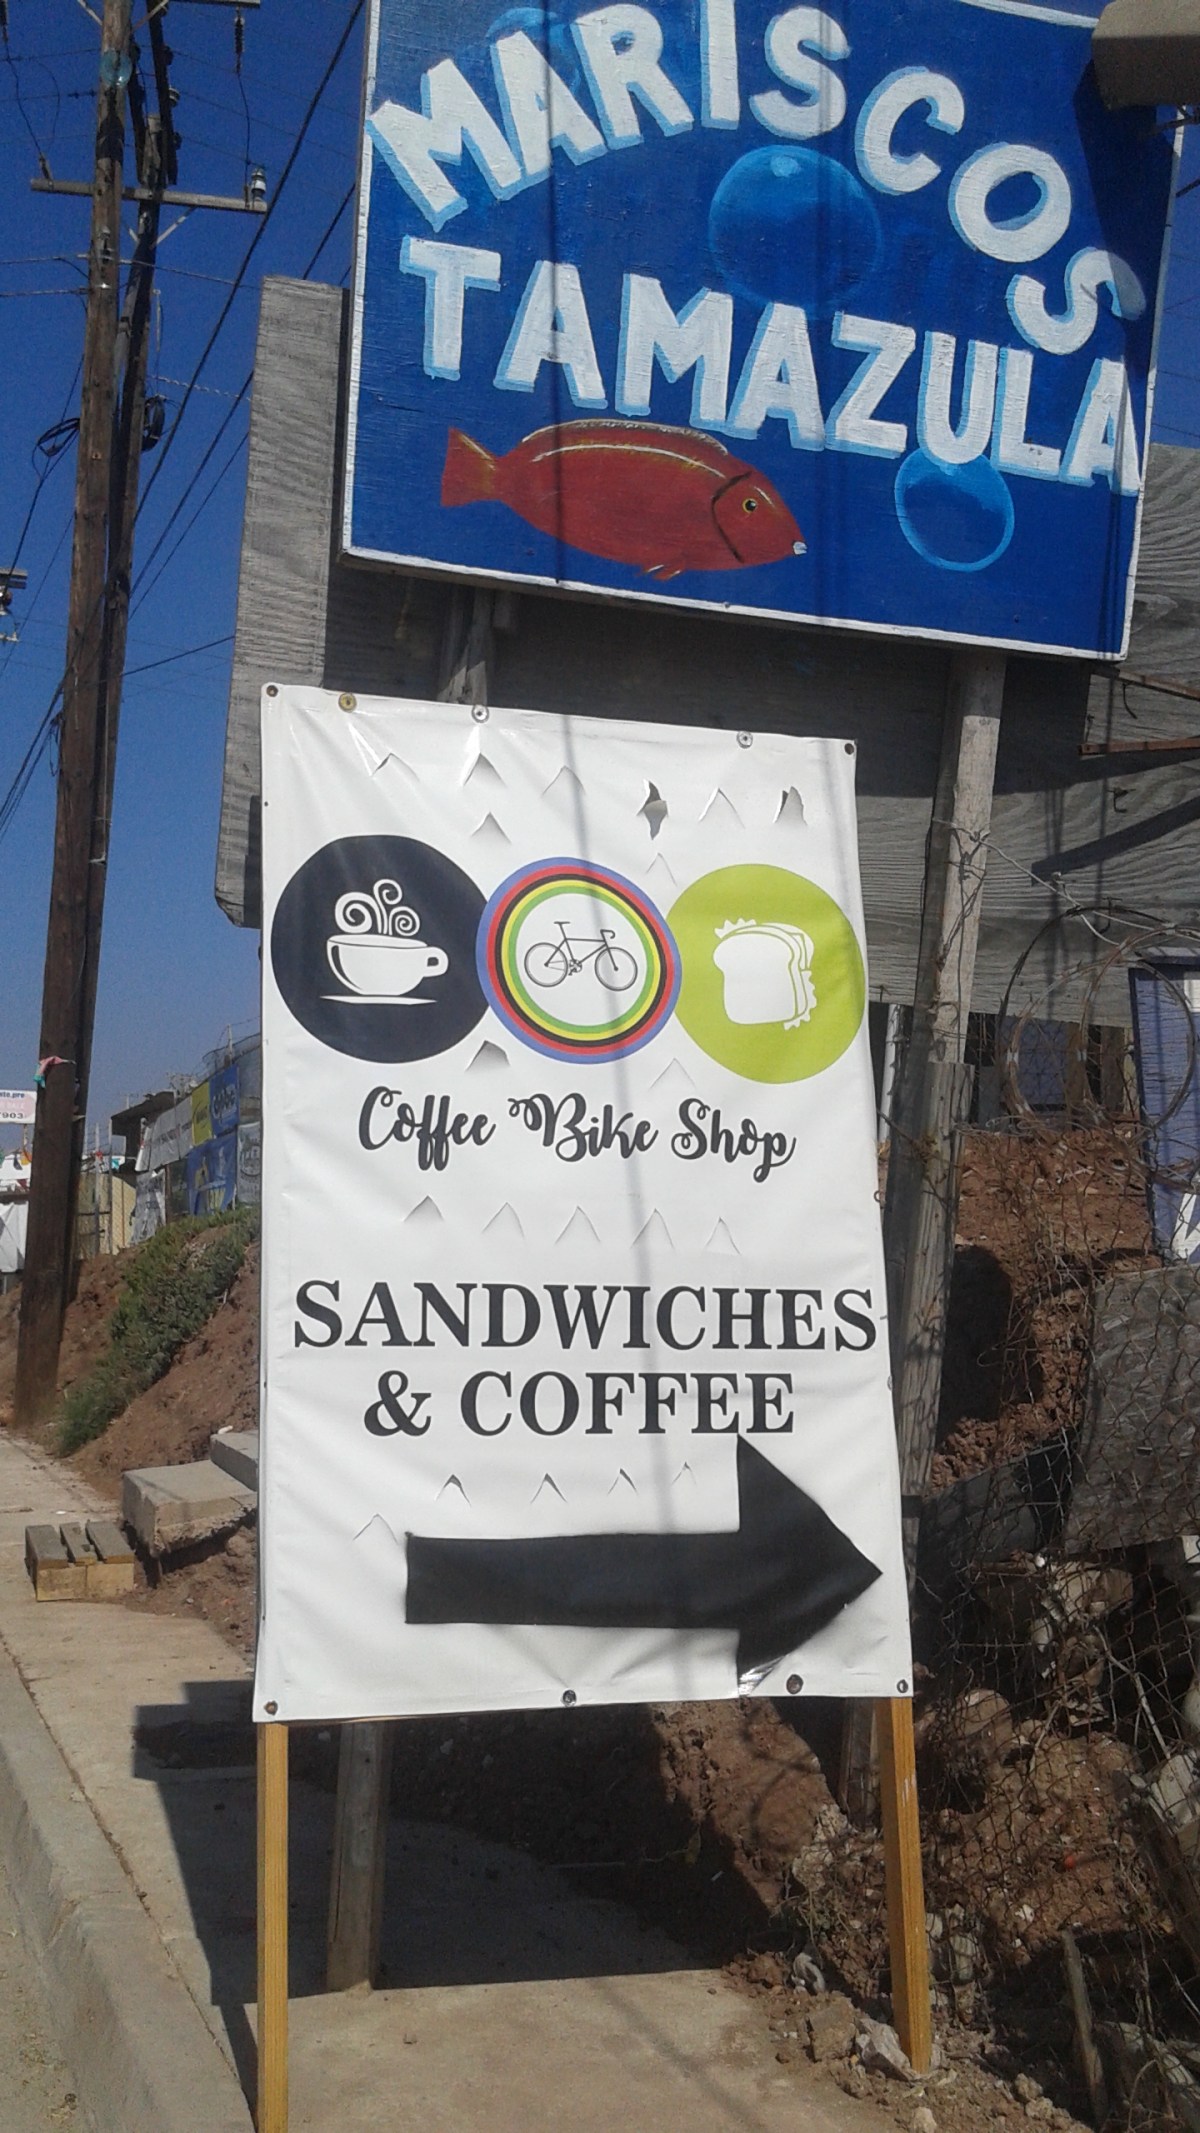 MARISCOS
TAMAZULA
Coffee Bike Shop
SANDWICHES
& COFFEE